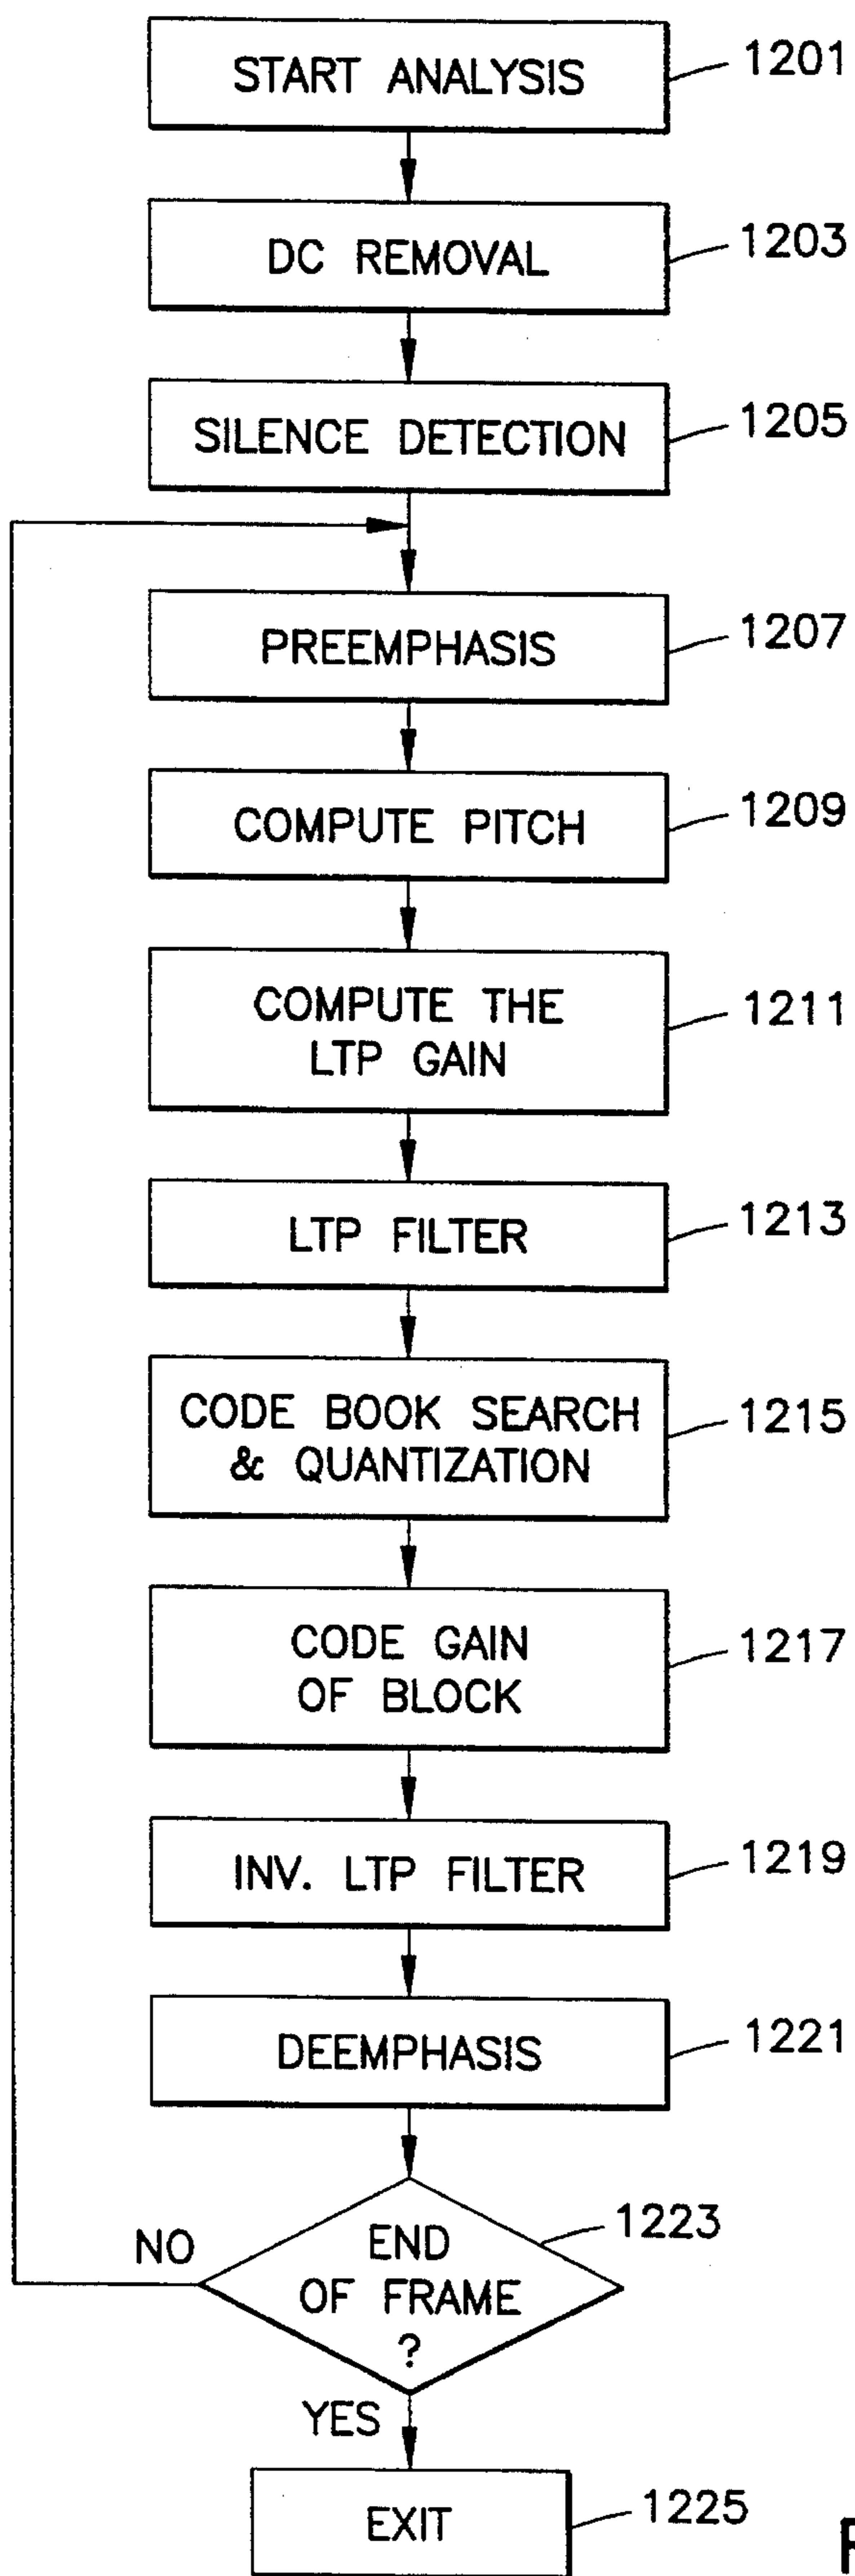 START ANALYSIS
1201
DC REMOVAL
1203
SILENCE DETECTION
1205
PREEMPHASIS
1207
COMPUTE PITCH
1209
COMPUTE THE
LTP GAIN
1211
LTP FILTER
1213
CODE BOOK SEARCH
& QUANTIZATION
1215
CODE GAIN
OF BLOCK
1217
INV. LTP FILTER
1219
DEEMPHASIS
1221
END
OF FRAME
?
1223
NO
YES
EXIT
1225